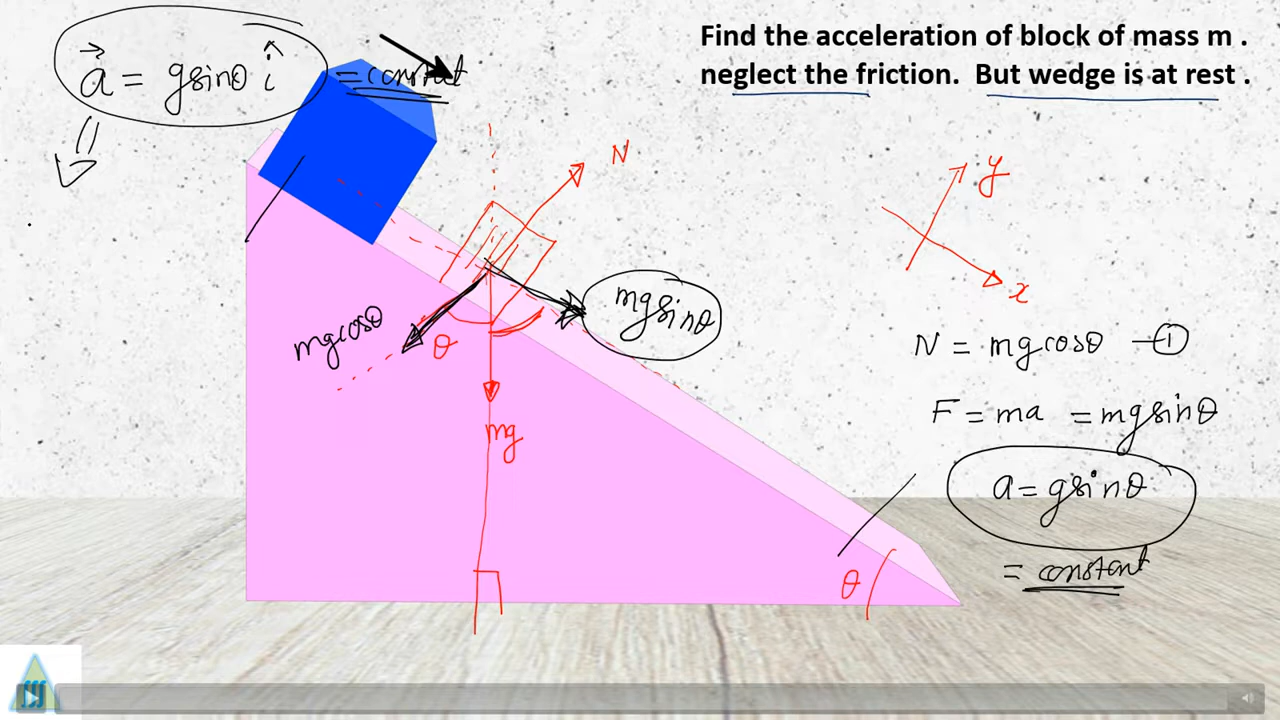 Find the acceleration of block of mass m .
neglect the friction. But wedge is at rest .
a⃗ = gsinθ î = constant
N
y
x
mgsinθ
mgcosθ
θ
mg
N = mgcosθ —①
F = ma = mgsinθ
a = gsinθ
= constant
θ